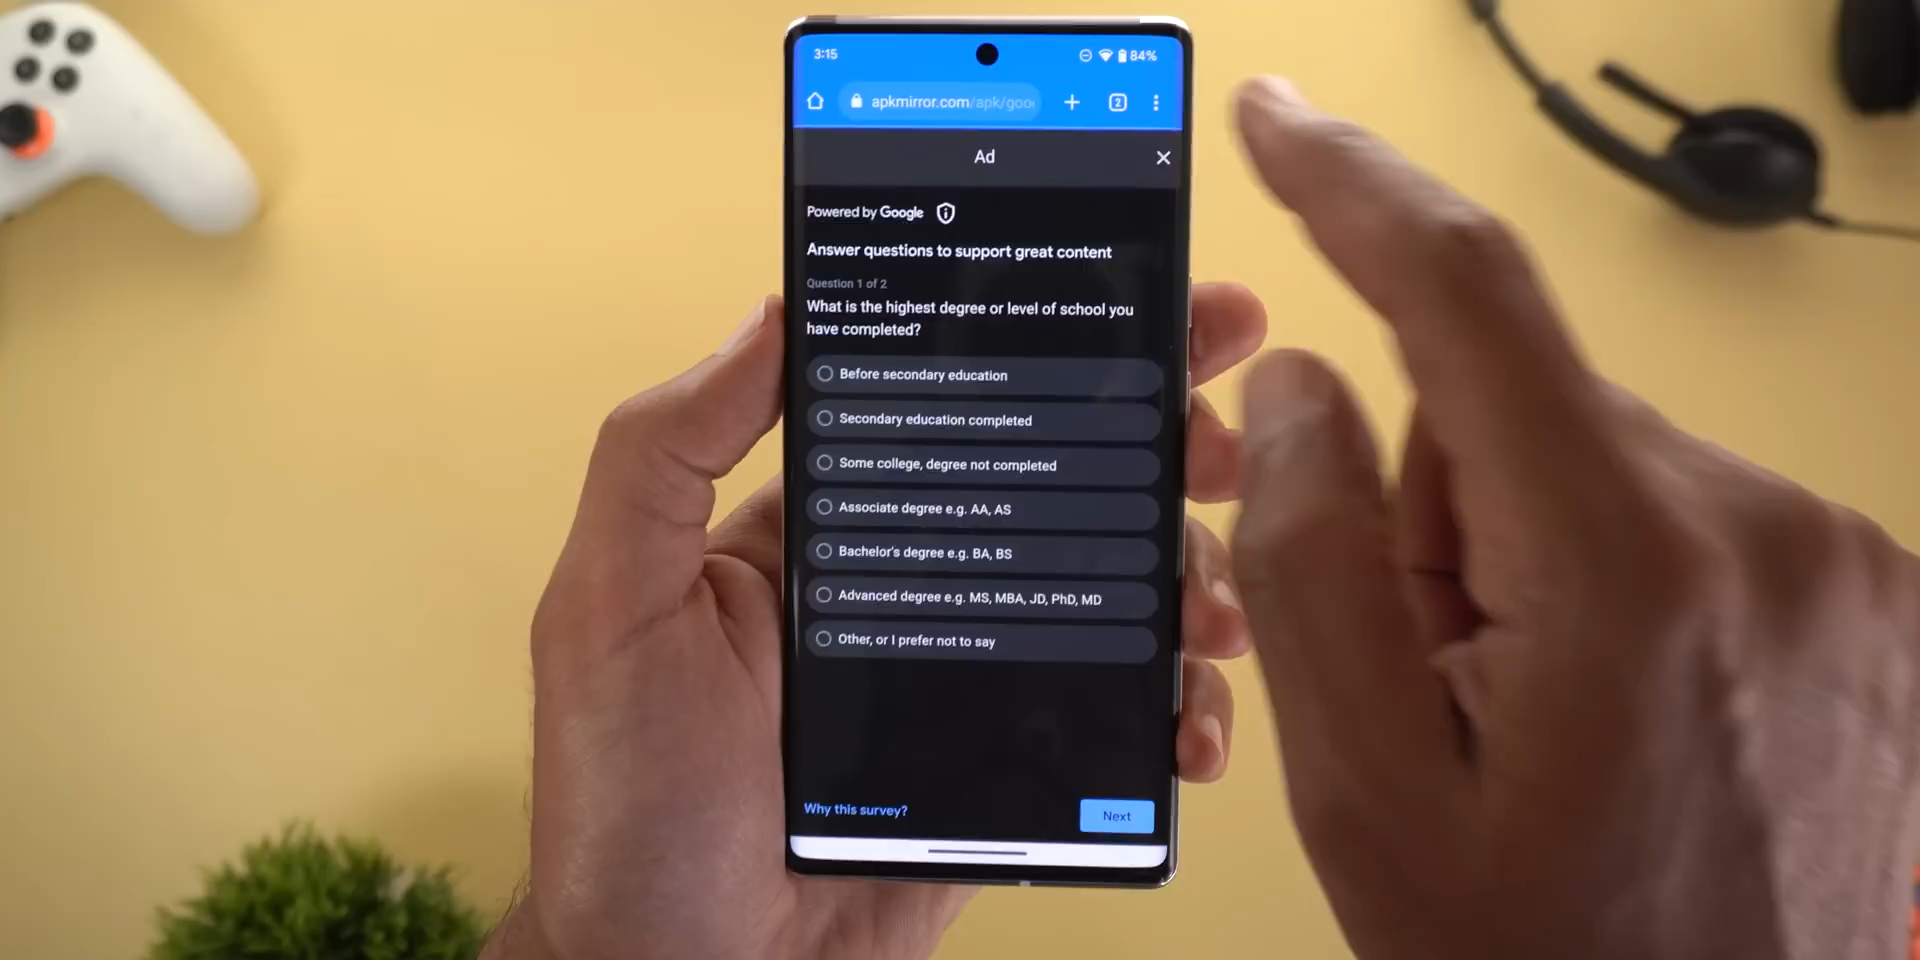 3:15
84%
apkmirror.com/apk/goo
2
Ad
Powered by Google
Answer questions to support great content
Question 1 of 2
What is the highest degree or level of school you
have completed?
Before secondary education
Secondary education completed
Some college, degree not completed
Associate degree e.g. AA, AS
Bachelor's degree e.g. BA, BS
Advanced degree e.g. MS, MBA, JD, PhD, MD
Other, or I prefer not to say
Why this survey?
Next